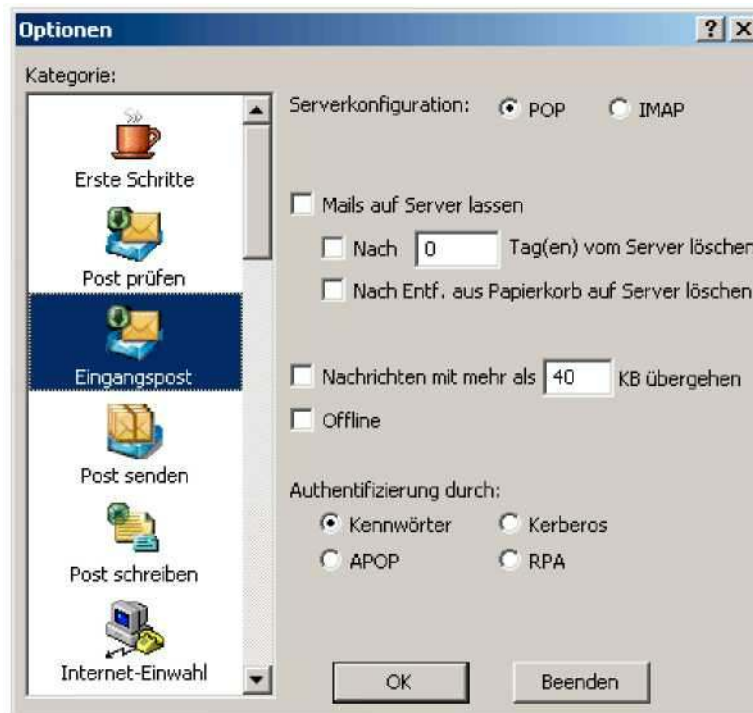 Optionen
Kategorie:
Erste Schritte
Post prüfen
Eingangspost
Post senden
Post schreiben
Internet-Einwahl
Serverkonfiguration: POP IMAP
Mails auf Server lassen
Nach 0 Tag(en) vom Server löschen
Nach Entf. aus Papierkorb auf Server löschen
Nachrichten mit mehr als 40 KB übergehen
Offline
Authentifizierung durch:
Kennwörter Kerberos
APOP RPA
OK Beenden